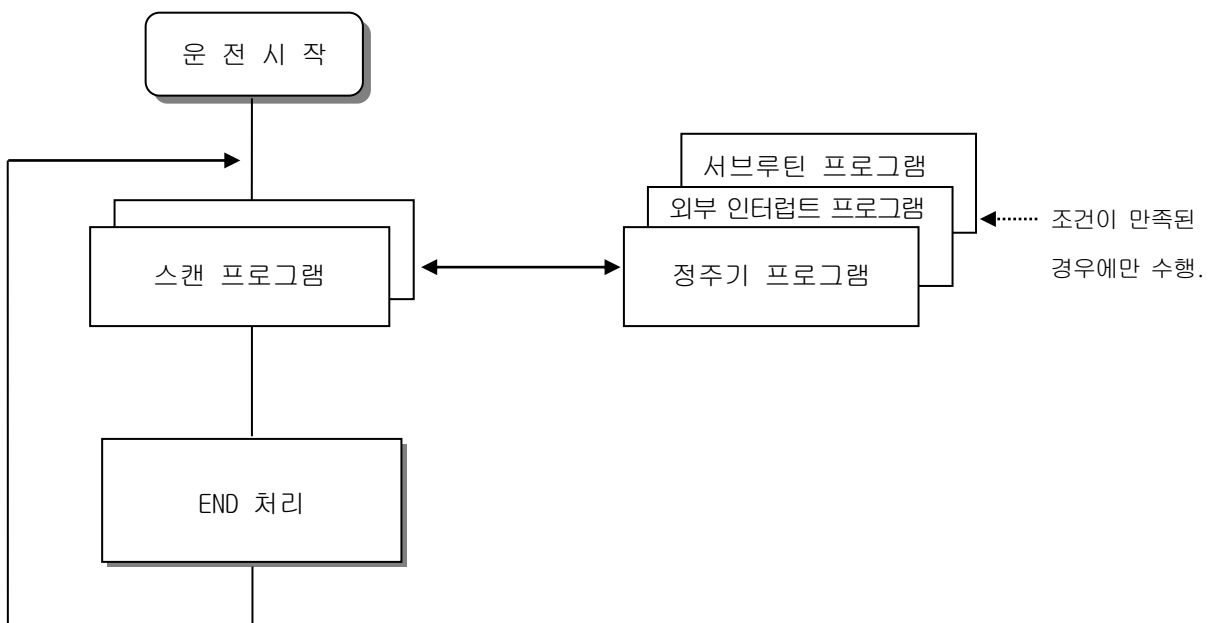 운 전 시 작
서브루틴 프로그램
외부 인터럽트 프로그램
정주기 프로그램
조건이 만족된
경우에만 수행.
스캔 프로그램
END 처리